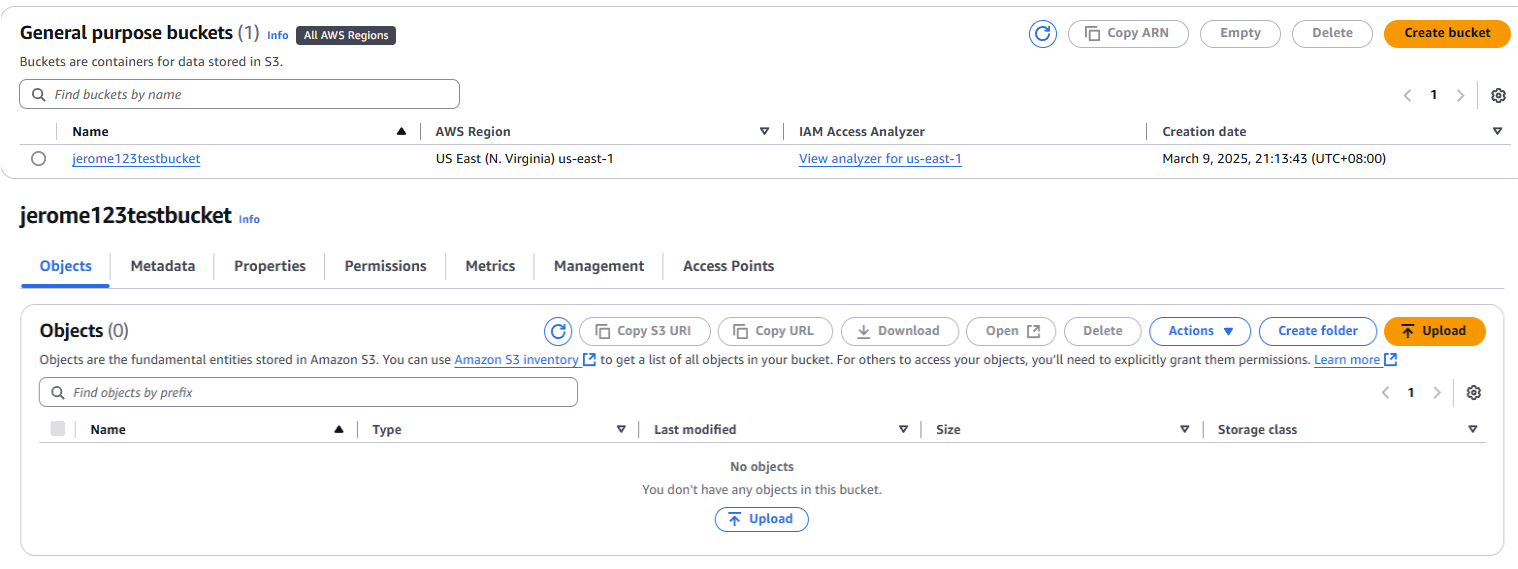 General purpose buckets (1) Info All AWS Regions Copy ARN Empty Delete Create bucket
Buckets are containers for data stored in S3.
Find buckets by name 1
Name AWS Region IAM Access Analyzer Creation date
jerome123testbucket US East (N. Virginia) us-east-1 View analyzer for us-east-1 March 9, 2025, 21:13:43 (UTC+08:00)
jerome123testbucket Info
Objects Metadata Properties Permissions Metrics Management Access Points
Objects (0) Copy S3 URI Copy URL Download Open Delete Actions Create folder Upload
Objects are the fundamental entities stored in Amazon S3. You can use Amazon S3 inventory to get a list of all objects in your bucket. For others to access your objects, you'll need to explicitly grant them permissions. Learn more
Find objects by prefix 1
Name Type Last modified Size Storage class
No objects
You don't have any objects in this bucket.
Upload